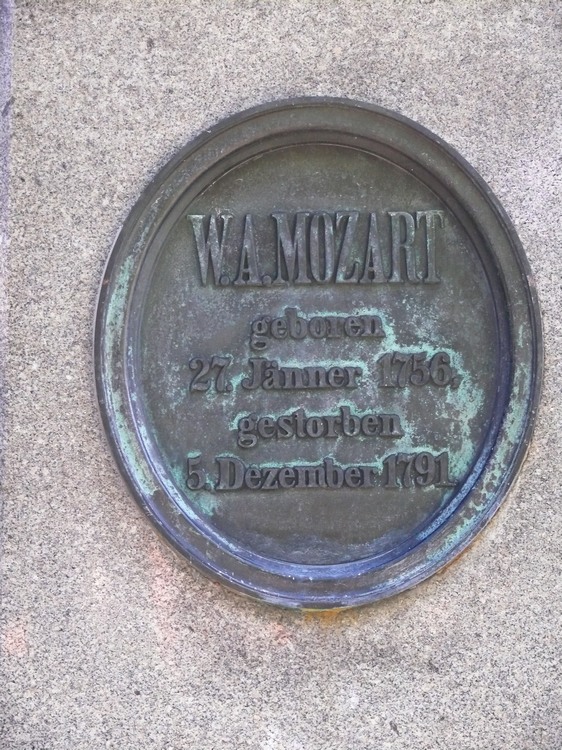 W.A.MOZART
geboren
27. Jänner 1756,
gestorben
5. Dezember 1791